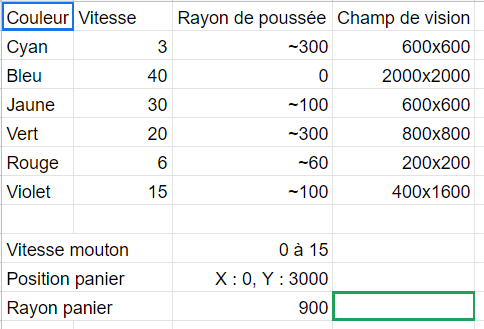 Couleur Vitesse Rayon de poussée Champ de vision
Cyan 3 ~300 600x600
Bleu 40 0 2000x2000
Jaune 30 ~100 600x600
Vert 20 ~300 800x800
Rouge 6 ~60 200x200
Violet 15 ~100 400x1600
Vitesse mouton 0 à 15
Position panier X : 0, Y : 3000
Rayon panier 900